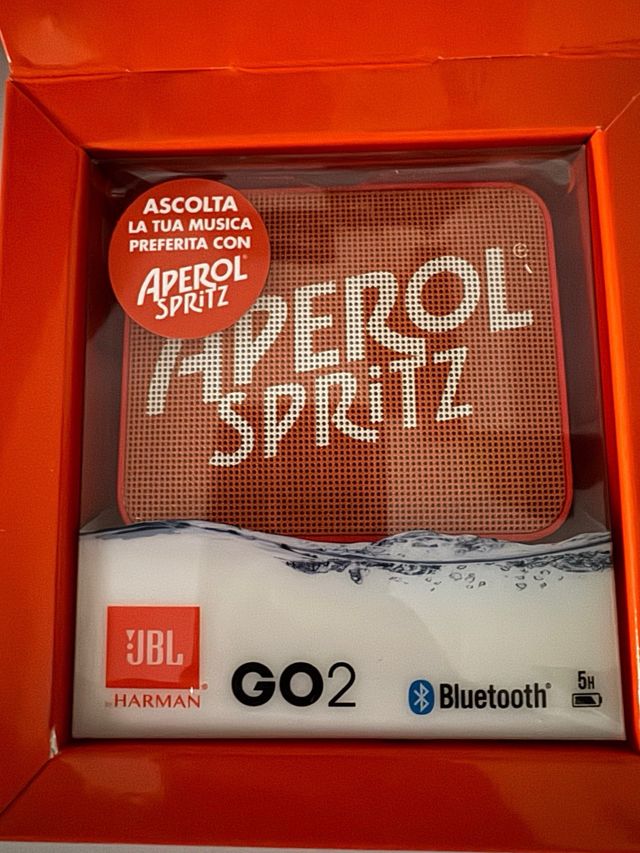 ASCOLTA
LA TUA MUSICA
PREFERITA CON
APEROL
SPRiTZ
APEROL
SPRiTZ
JBL
by HARMAN
GO2
Bluetooth®
5H